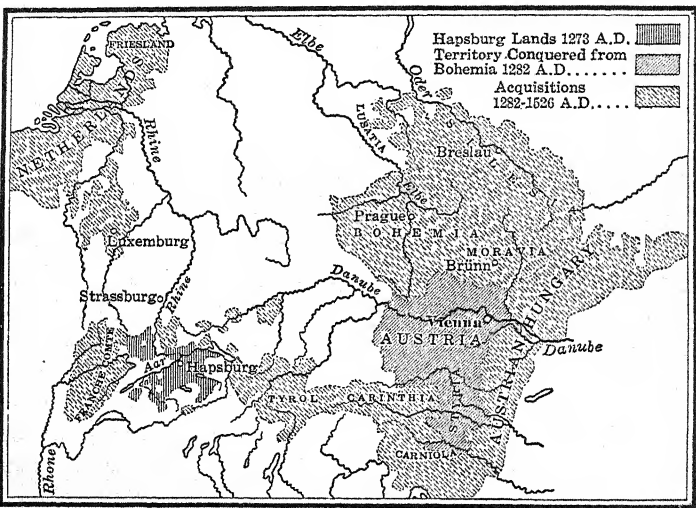 Hapsburg Lands 1273 A.D.
Territory Conquered from
Bohemia 1282 A.D.......
Acquisitions
1282-1526 A.D.....
FRIESLAND
NETHERLANDS
Rhine
Elbe
Oder
LUSATIA
SILESIA
Breslau
Elbe
Prague
BOHEMIA
MORAVIA
Brünn
Luxemburg
Strassburg
Rhine
Danube
Vienna
AUSTRIA
AUSTRIAN HUNGARY
Danube
FRANCHE COMTE
Aar
Hapsburg
TYROL
CARINTHIA
STYRIA
CARNIOLA
Rhone